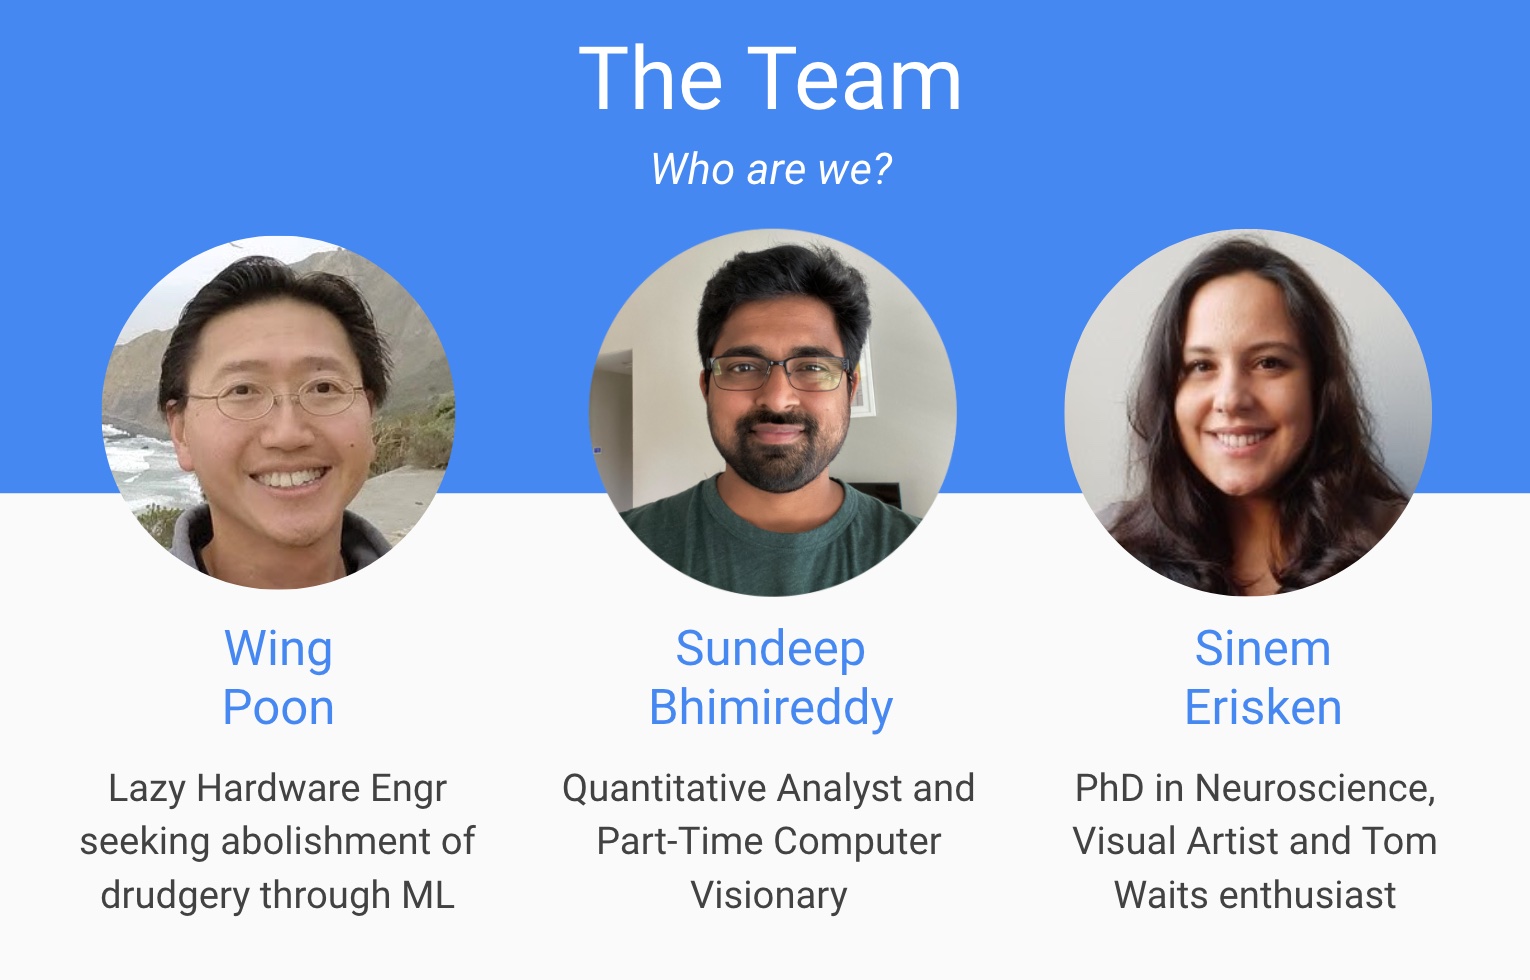 The Team
Who are we?
Wing
Poon
Lazy Hardware Engr
seeking abolishment of
drudgery through ML
Sundeep
Bhimireddy
Quantitative Analyst and
Part-Time Computer
Visionary
Sinem
Erisken
PhD in Neuroscience,
Visual Artist and Tom
Waits enthusiast